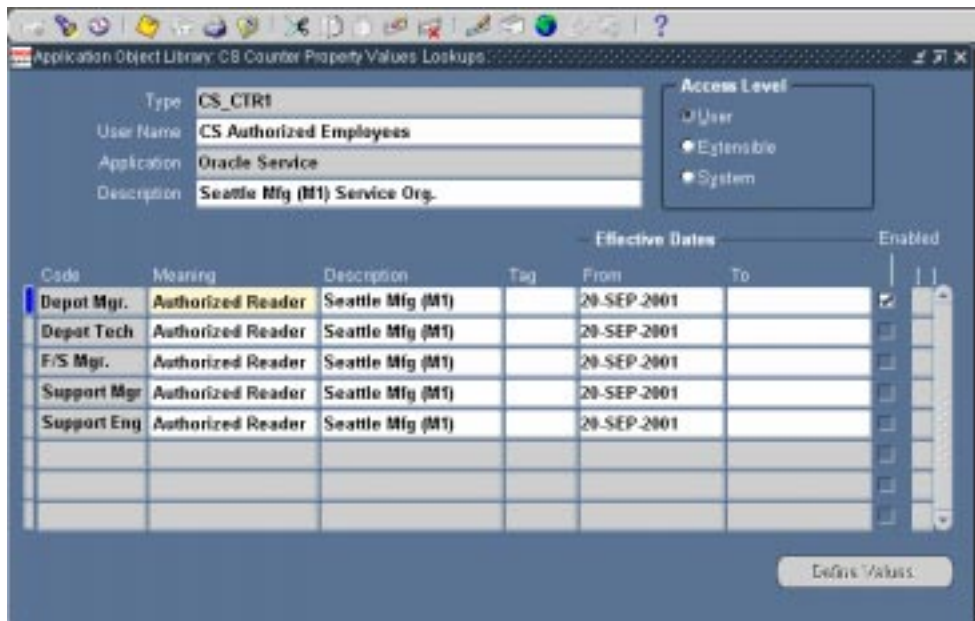 Application Object Library: CS Counter Property Values Lookups
Access Level
Type CS_CTR1
User
User Name CS Authorized Employees
Extensible
Application Oracle Service
System
Description Seattle Mfg (M1) Service Org.
Effective Dates Enabled
Code Meaning Description Tag From To [ ]
Depot Mgr. Authorized Reader Seattle Mfg (M1) 20-SEP-2001
Depot Tech Authorized Reader Seattle Mfg (M1) 20-SEP-2001
F/S Mgr. Authorized Reader Seattle Mfg (M1) 20-SEP-2001
Support Mgr Authorized Reader Seattle Mfg (M1) 20-SEP-2001
Support Eng Authorized Reader Seattle Mfg (M1) 20-SEP-2001
Define Values